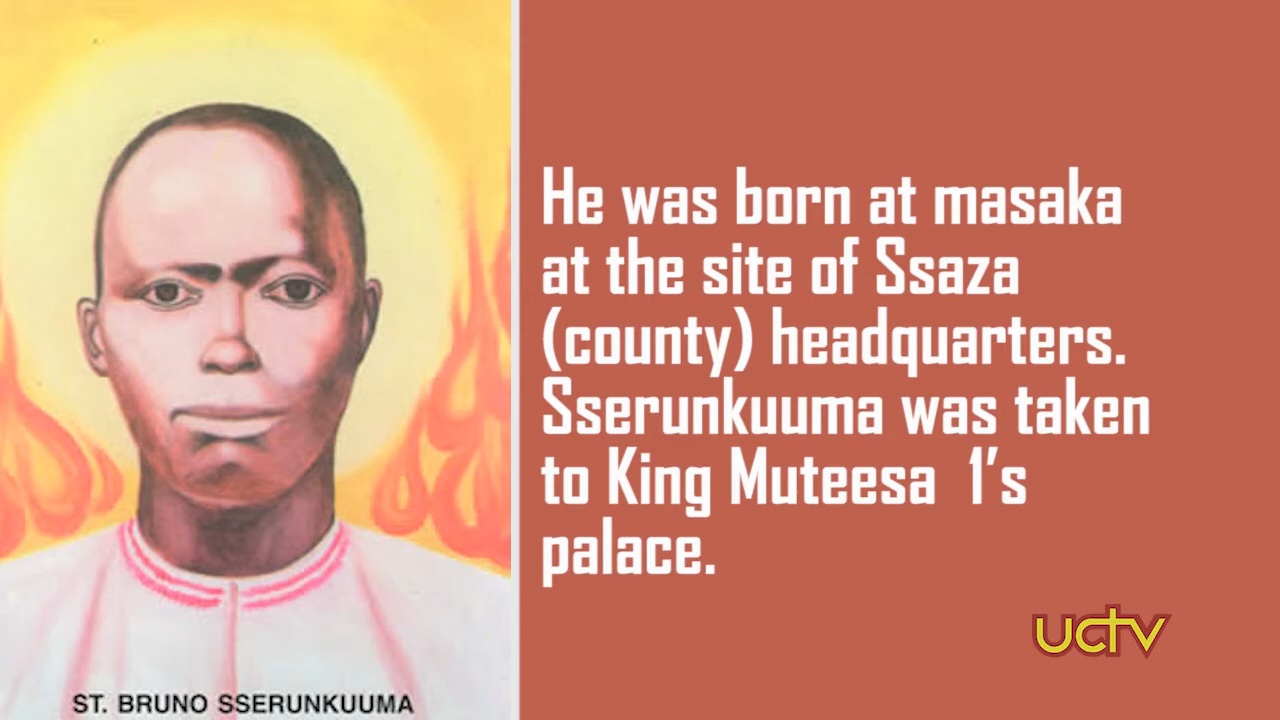 He was born at masaka
at the site of Ssaza
(county) headquarters.
Sserunkuuma was taken
to King Muteesa 1's
palace.
uctv
ST. BRUNO SSERUNKUUMA